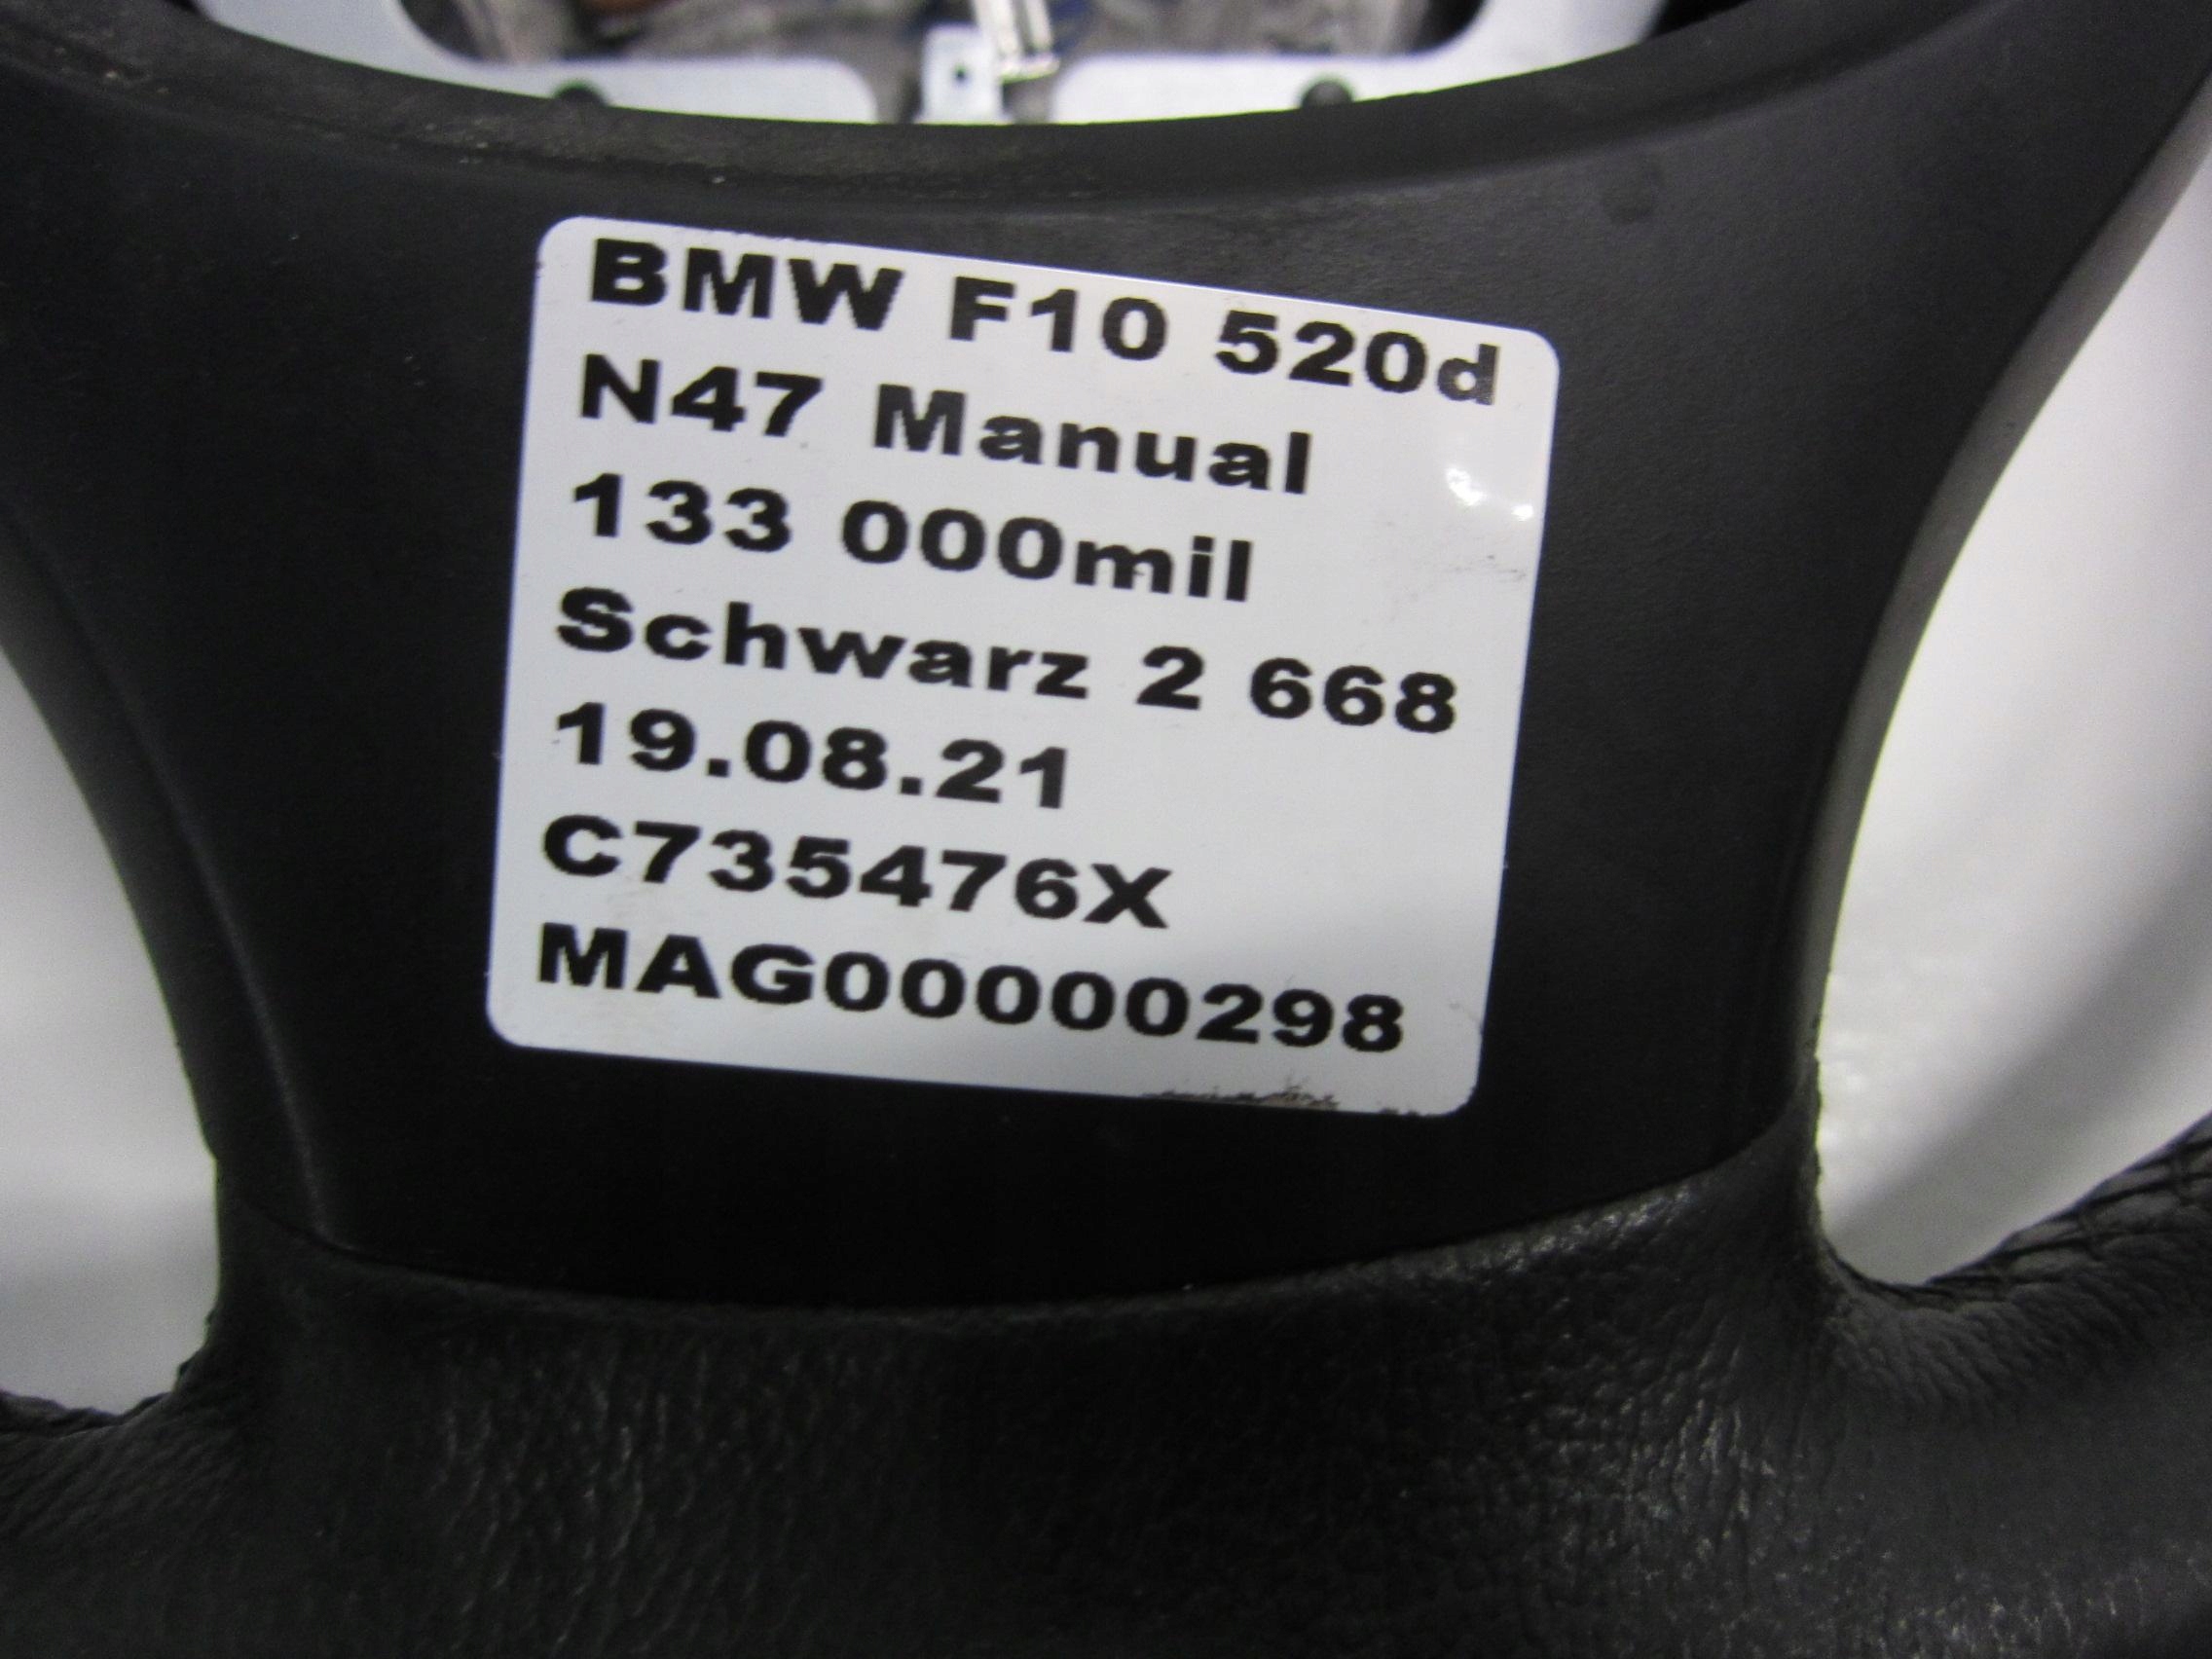 BMW F10 520d
N47 Manual
133 000mil
Schwarz 2 668
19.08.21
C735476X
MAG00000298